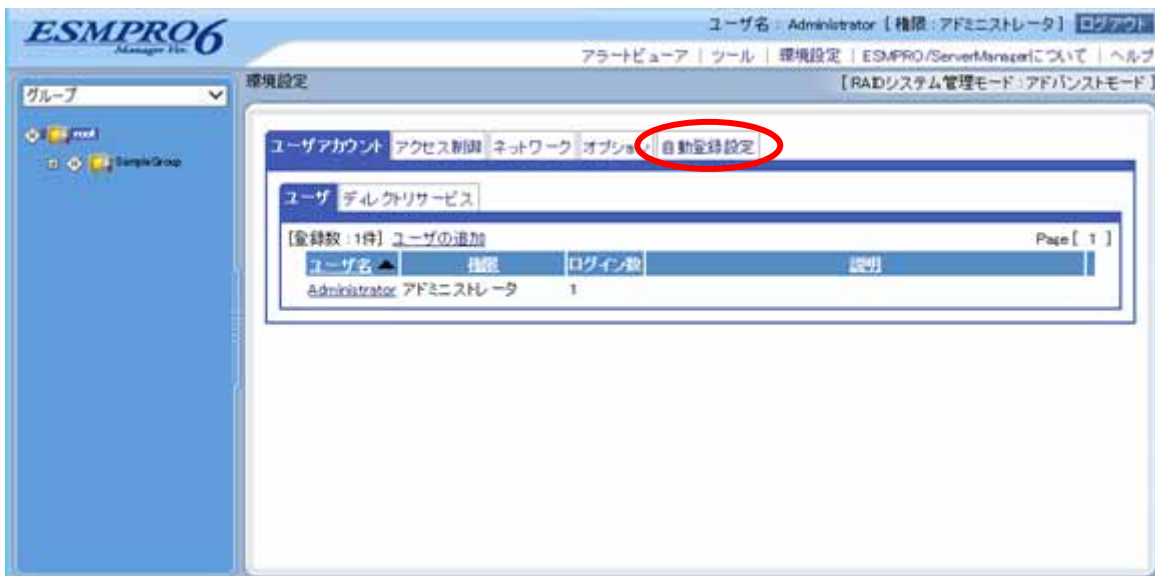 ESMPRO6
Manager Ver.
ユーザ名 : Administrator 【 権限 : アドミニストレータ 】 ログアウト
アラートビューア | ツール | 環境設定 | ESMPRO/ServerManagerについて | ヘルプ
グループ
root
SampleGroup
環境設定
【 RAIDシステム管理モード : アドバンストモード 】
ユーザアカウント アクセス制御 ネットワーク オプション 自動登録設定
ユーザ ディレクトリサービス
[登録数 : 1件] ユーザの追加
Page [ 1 ]
ユーザ名 ▲ 権限 ログイン数 説明
Administrator アドミニストレータ 1